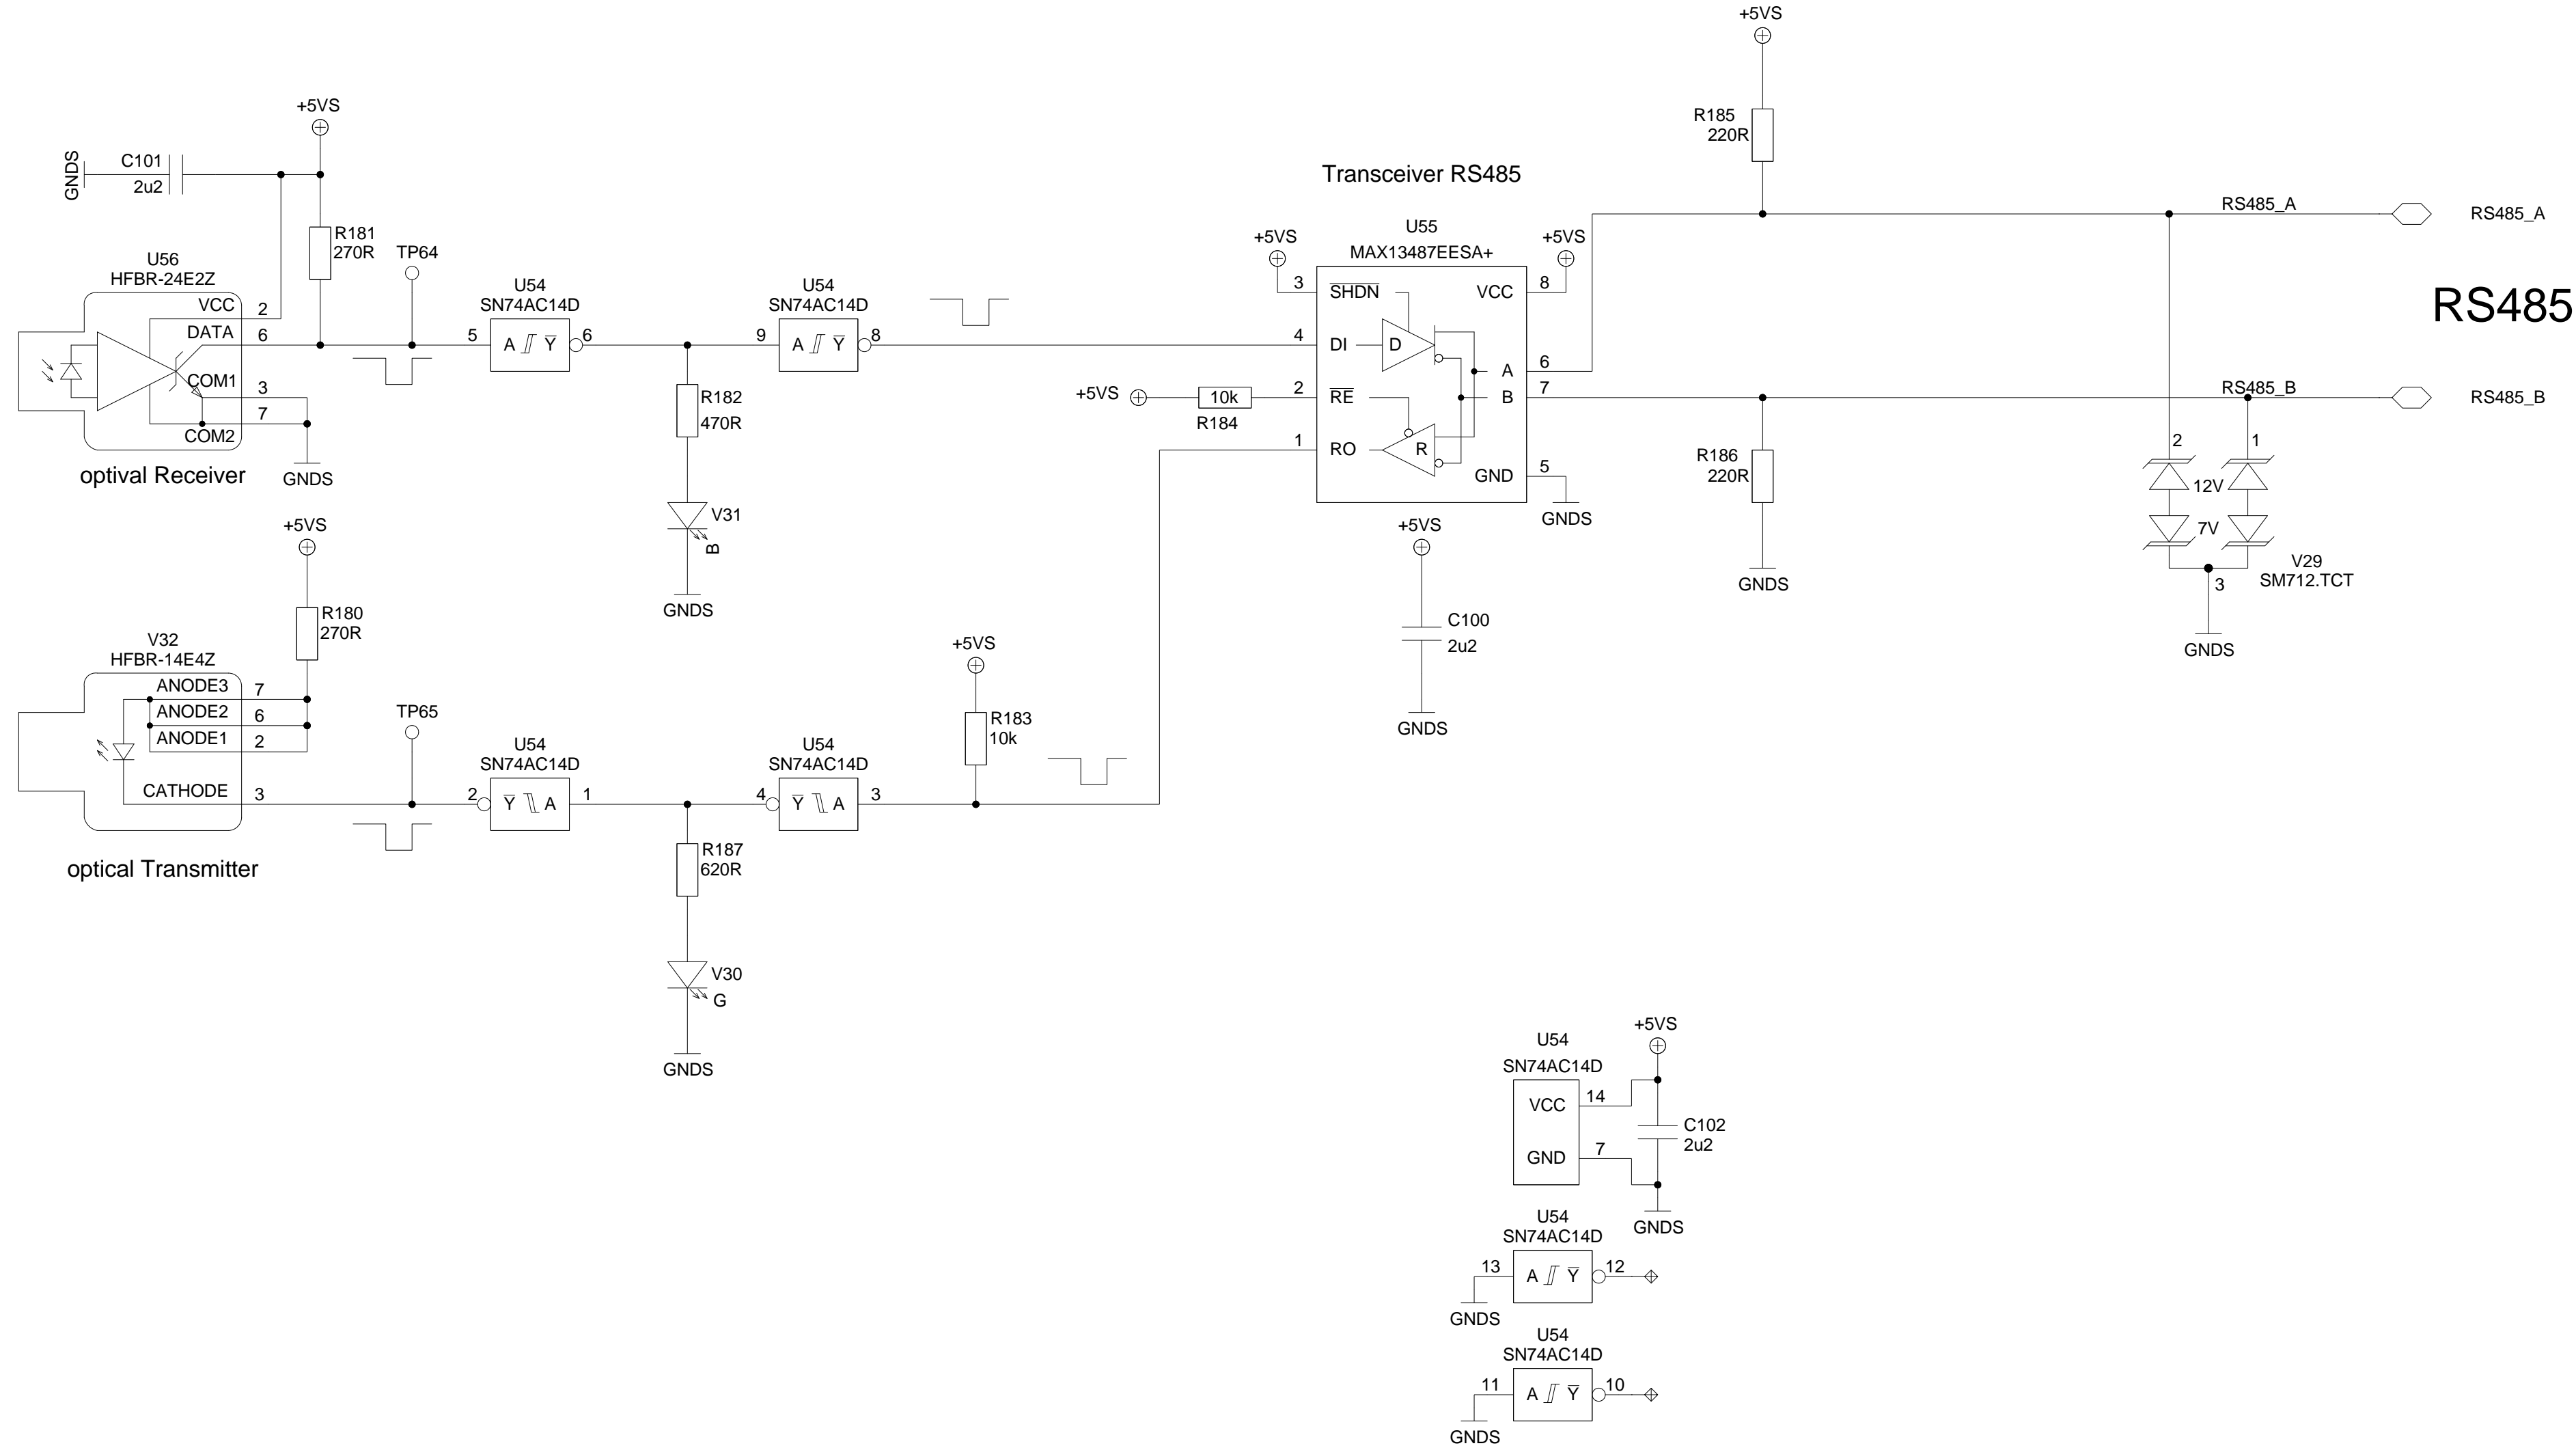 +5VS
R185
220R
+5VS
GNDS
C101
2u2
Transceiver RS485
RS485_A
RS485_A
R181
270R
TP64
U56
HFBR-24E2Z
VCC
2
DATA
6
COM1
3
7
COM2
GNDS
optival Receiver
U54
SN74AC14D
5
A
Y
6
U54
SN74AC14D
9
A
Y
8
R182
470R
V31
B
GNDS
U55
MAX13487EESA+
+5VS
+5VS
3
SHDN
VCC
8
4
DI
D
A
6
+5VS
10k
R184
2
RE
B
7
1
RO
R
GND
5
GNDS
RS485
RS485_B
RS485_B
R186
220R
GNDS
2
1
12V
7V
V29
SM712.TCT
3
GNDS
+5VS
C100
2u2
GNDS
+5VS
R180
270R
V32
HFBR-14E4Z
ANODE3
7
ANODE2
6
ANODE1
2
CATHODE
3
optical Transmitter
TP65
U54
SN74AC14D
2
Y
A
1
U54
SN74AC14D
4
Y
A
3
+5VS
R183
10k
R187
620R
V30
G
GNDS
+5VS
U54
SN74AC14D
VCC
14
GND
7
C102
2u2
GNDS
U54
SN74AC14D
13
A
Y
12
GNDS
U54
SN74AC14D
11
A
Y
10
GNDS